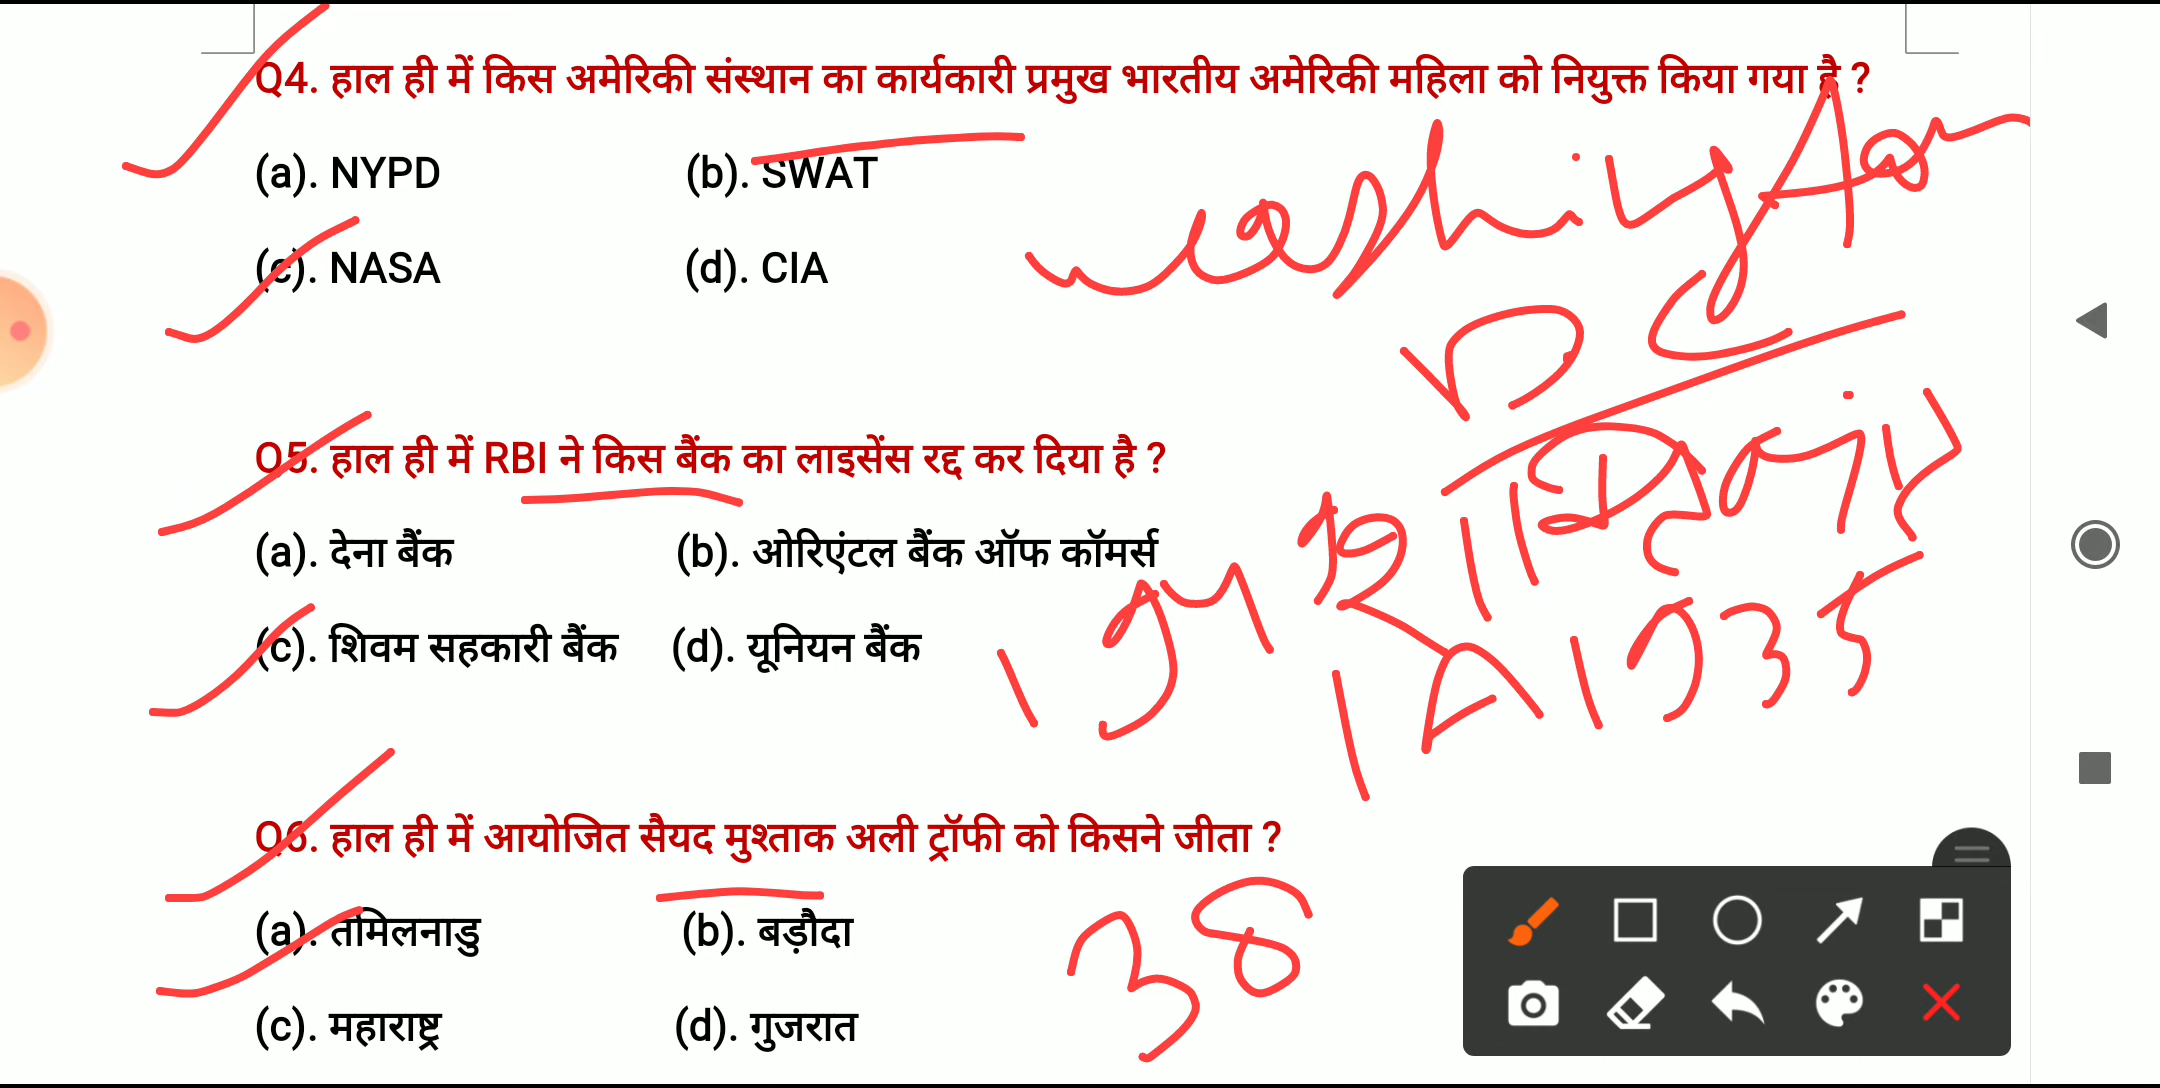 Q4. हाल ही में किस अमेरिकी संस्थान का कार्यकारी प्रमुख भारतीय अमेरिकी महिला को नियुक्त किया गया है ?
(a). NYPD (b). SWAT
(c). NASA (d). CIA
washington
DC
Q5. हाल ही में RBI ने किस बैंक का लाइसेंस रद्द कर दिया है ?
(a). देना बैंक (b). ओरिएंटल बैंक ऑफ कॉमर्स
(c). शिवम सहकारी बैंक (d). यूनियन बैंक
1935
Q6. हाल ही में आयोजित सैयद मुश्ताक अली ट्रॉफी को किसने जीता ?
(a). तमिलनाडु (b). बड़ौदा
38
(c). महाराष्ट्र (d). गुजरात